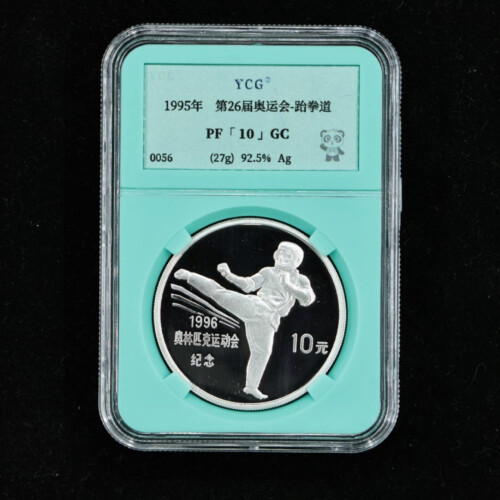 YCG®
1995年 第26届奥运会-跆拳道
PF「10」GC
0056 (27g) 92.5% Ag
1996
奥林匹克运动会
纪念
10元